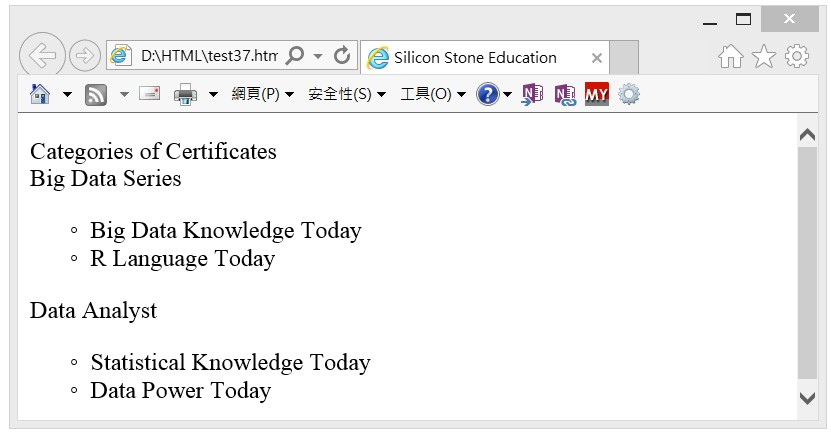 D:\HTML\test37.htm
Silicon Stone Education
網頁(P) 安全性(S) 工具(O) MY
Categories of Certificates
Big Data Series
Big Data Knowledge Today
R Language Today
Data Analyst
Statistical Knowledge Today
Data Power Today